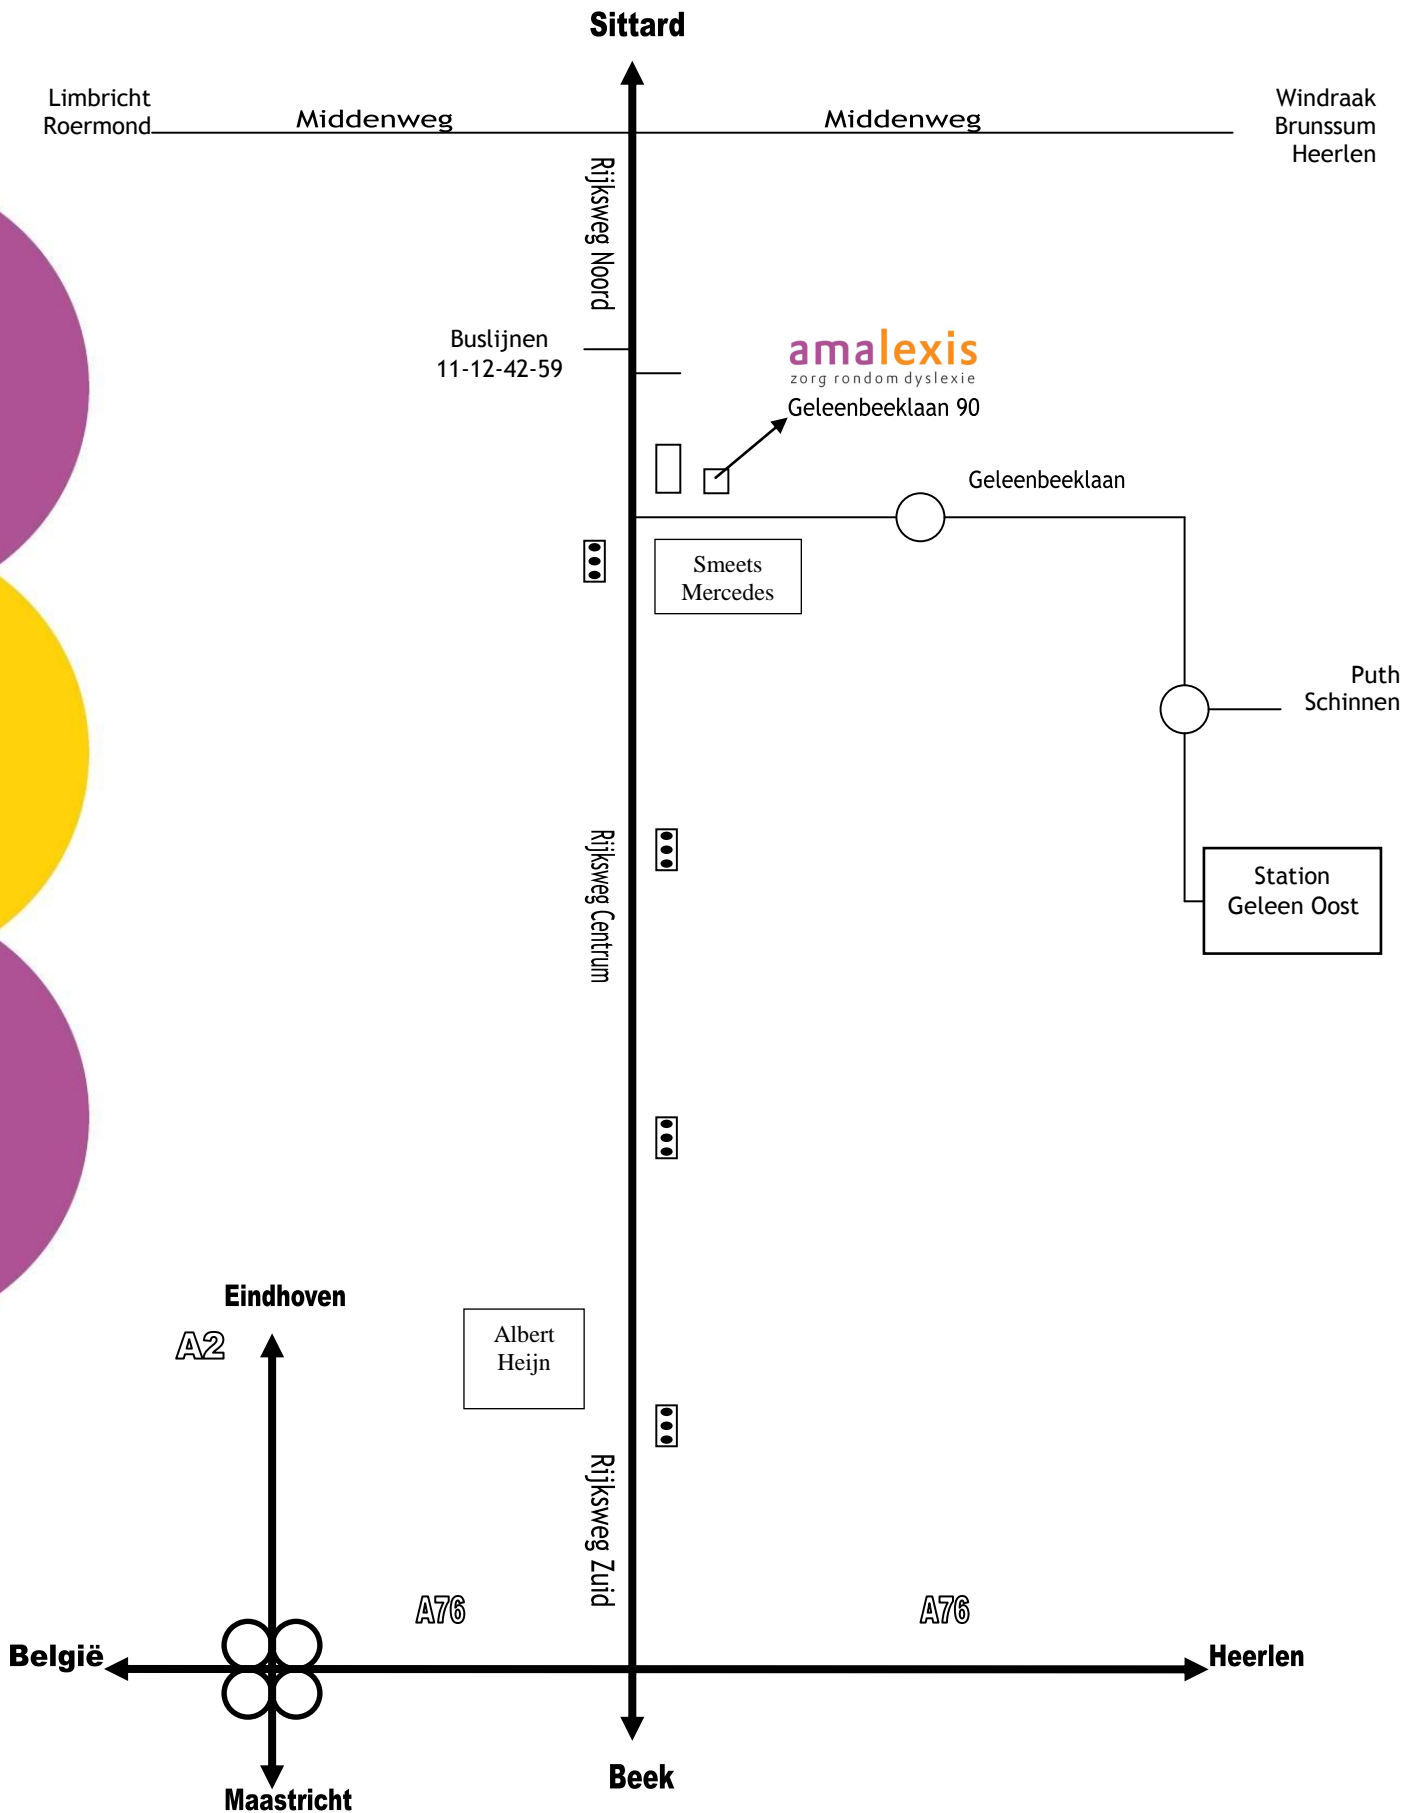 Sittard
Limbricht
Roermond
Middenweg
Middenweg
Windraak
Brunssum
Heerlen
Rijksweg Noord
Buslijnen
11-12-42-59
amalexis
zorg rondom dyslexie
Geleenbeeklaan 90
Geleenbeeklaan
Smeets
Mercedes
Puth
Schinnen
Rijksweg Centrum
Station
Geleen Oost
Eindhoven
A2
Albert
Heijn
Rijksweg Zuid
A76
A76
België
Heerlen
Beek
Maastricht